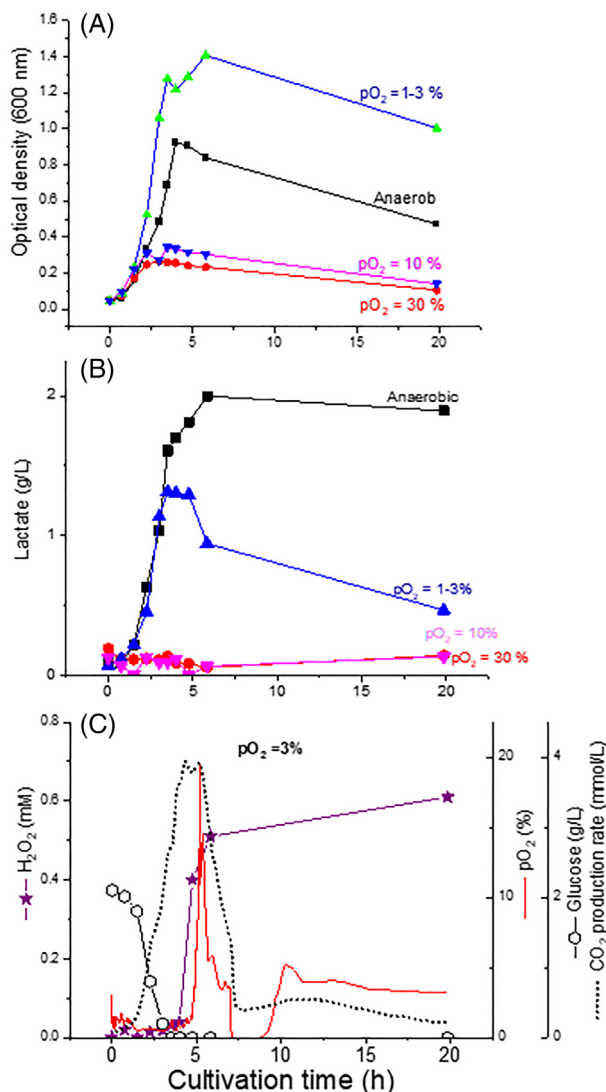 (A)
Optical density (600 nm)
1.6
1.4
1.2
1.0
0.8
0.6
0.4
0.2
0.0
pO2 = 1-3 %
Anaerob
pO2 = 10 %
pO2 = 30 %
0 5 10 15 20
(B)
Lactate (g/L)
2
1
0
Anaerobic
pO2 = 1-3%
pO2 = 10%
pO2 = 30 %
0 5 10 15 20
(C)
pO2 =3%
H2O2 (mM)
0.8
0.6
0.4
0.2
0.0
20
10
0
pO2 (%)
4
2
0
Glucose (g/L)
CO2 production rate (mmol/L)
0 5 10 15 20
Cultivation time (h)